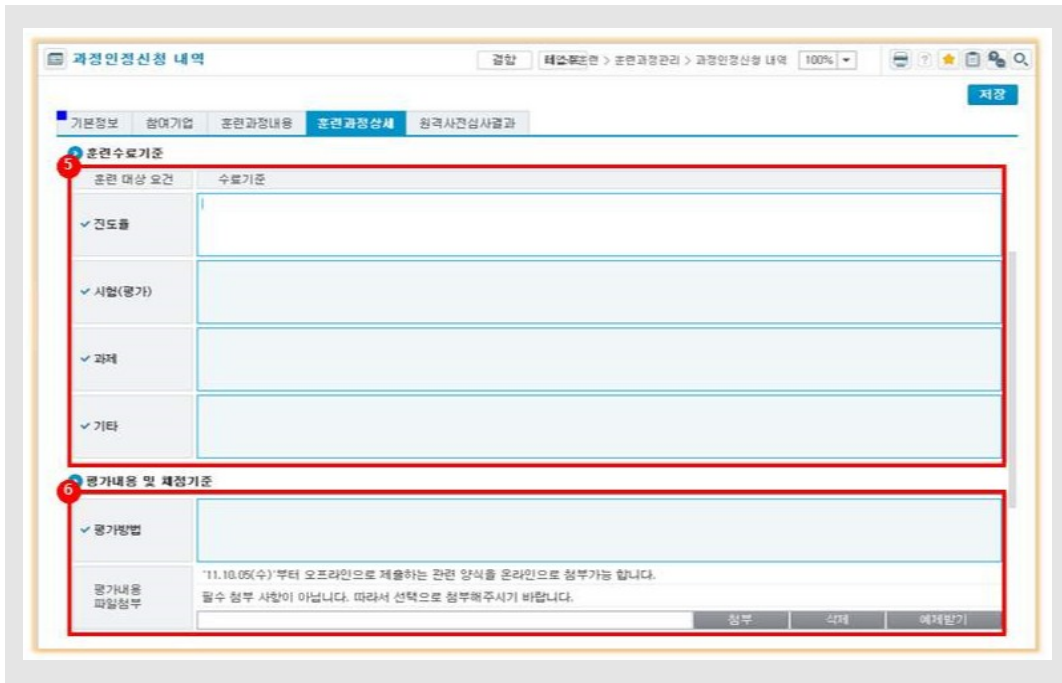 과정인정신청 내역
결함
훈련 > 훈련과정관리 > 과정인정신청 내역
100%
저장
기본정보 참여기업 훈련과정내용 훈련과정상세 원격사전심사결과
훈련수료기준
5
훈련 대상 요건 수료기준
진도율
시험(평가)
과제
기타
평가내용 및 채점기준
6
평가방법
평가내용
파일첨부
'11.10.05(수)'부터 오프라인으로 제출하는 관련 양식을 온라인으로 첨부가능 합니다.
필수 첨부 사항이 아닙니다. 따라서 선택으로 첨부해주시기 바랍니다.
첨부 삭제 예제받기